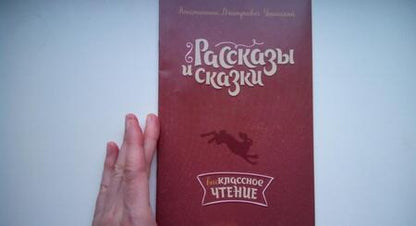 Константин Дмитриевич Ушинский
Рассказы
и сказки
внеклассное
чтение